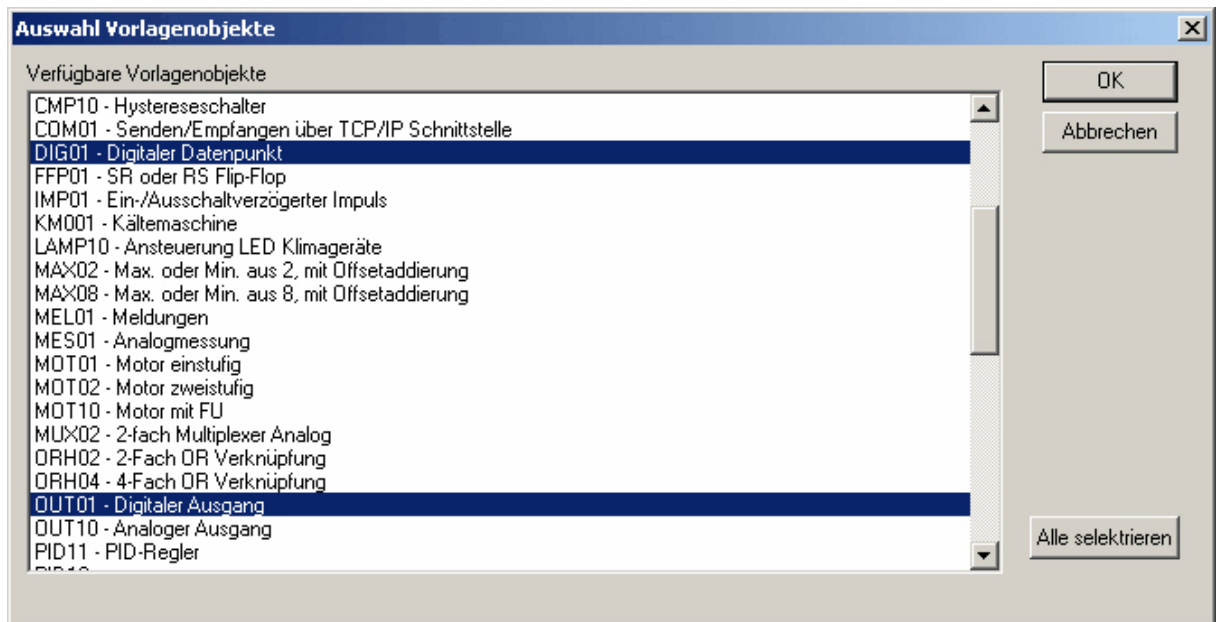 Auswahl Vorlagenobjekte
Verfügbare Vorlagenobjekte
CMP10 - Hystereseschalter
COM01 - Senden/Empfangen über TCP/IP Schnittstelle
DIG01 - Digitaler Datenpunkt
FFP01 - SR oder RS Flip-Flop
IMP01 - Ein-/Ausschaltverzögerter Impuls
KM001 - Kältemaschine
LAMP10 - Ansteuerung LED Klimageräte
MAX02 - Max. oder Min. aus 2, mit Offsetaddierung
MAX08 - Max. oder Min. aus 8, mit Offsetaddierung
MEL01 - Meldungen
MES01 - Analogmessung
MOT01 - Motor einstufig
MOT02 - Motor zweistufig
MOT10 - Motor mit FU
MUX02 - 2-fach Multiplexer Analog
ORH02 - 2-Fach OR Verknüpfung
ORH04 - 4-Fach OR Verknüpfung
OUT01 - Digitaler Ausgang
OUT10 - Analoger Ausgang
PID11 - PID-Regler
OK
Abbrechen
Alle selektrieren